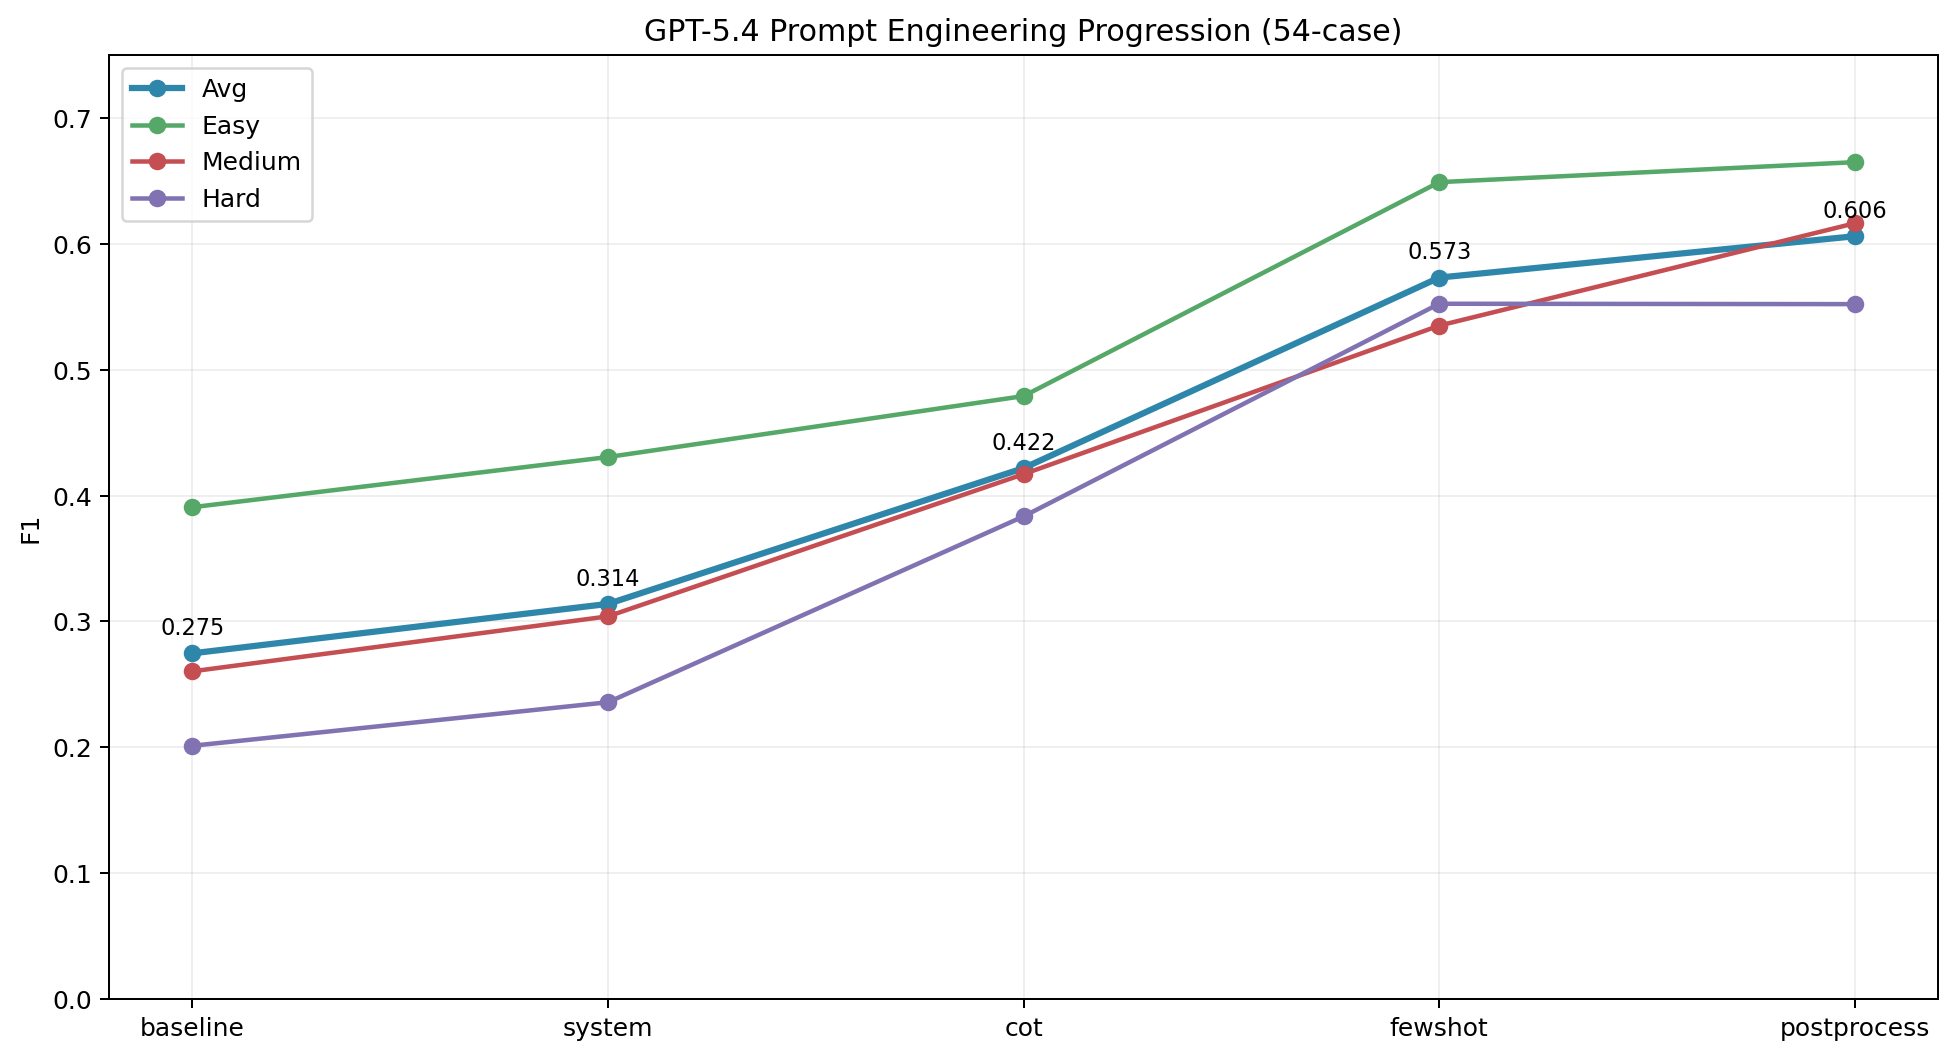 GPT-5.4 Prompt Engineering Progression (54-case)
Avg
Easy
Medium
Hard
0.7
0.6
0.5
0.4
0.3
0.2
0.1
0.0
F1
0.275
0.314
0.422
0.573
0.606
baseline
system
cot
fewshot
postprocess